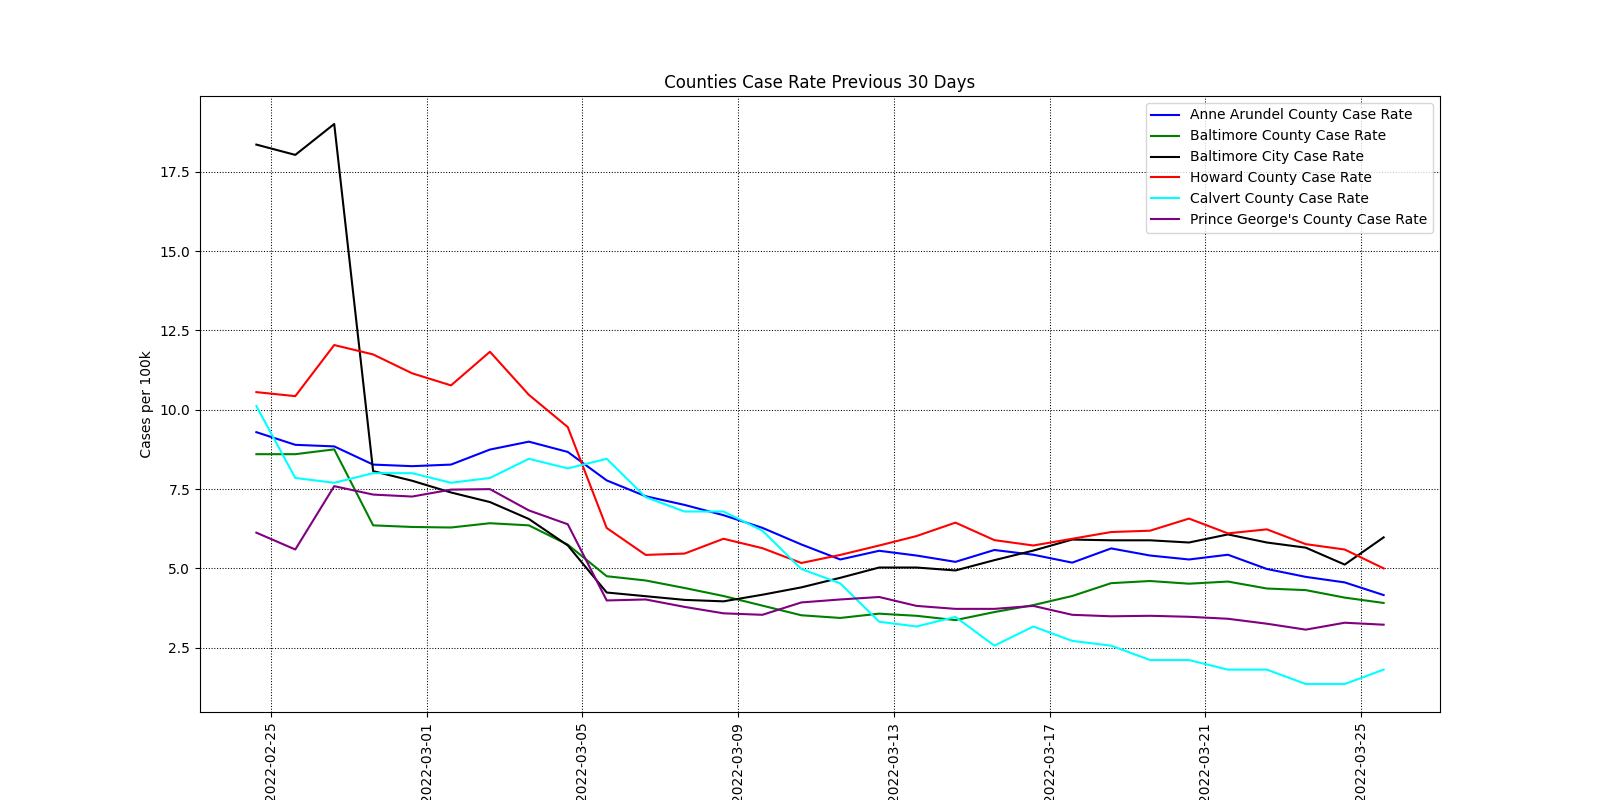 Counties Case Rate Previous 30 Days
Anne Arundel County Case Rate
Baltimore County Case Rate
Baltimore City Case Rate
Howard County Case Rate
Calvert County Case Rate
Prince George's County Case Rate
Cases per 100k
17.5
15.0
12.5
10.0
7.5
5.0
2.5
2022-02-25
2022-03-01
2022-03-05
2022-03-09
2022-03-13
2022-03-17
2022-03-21
2022-03-25